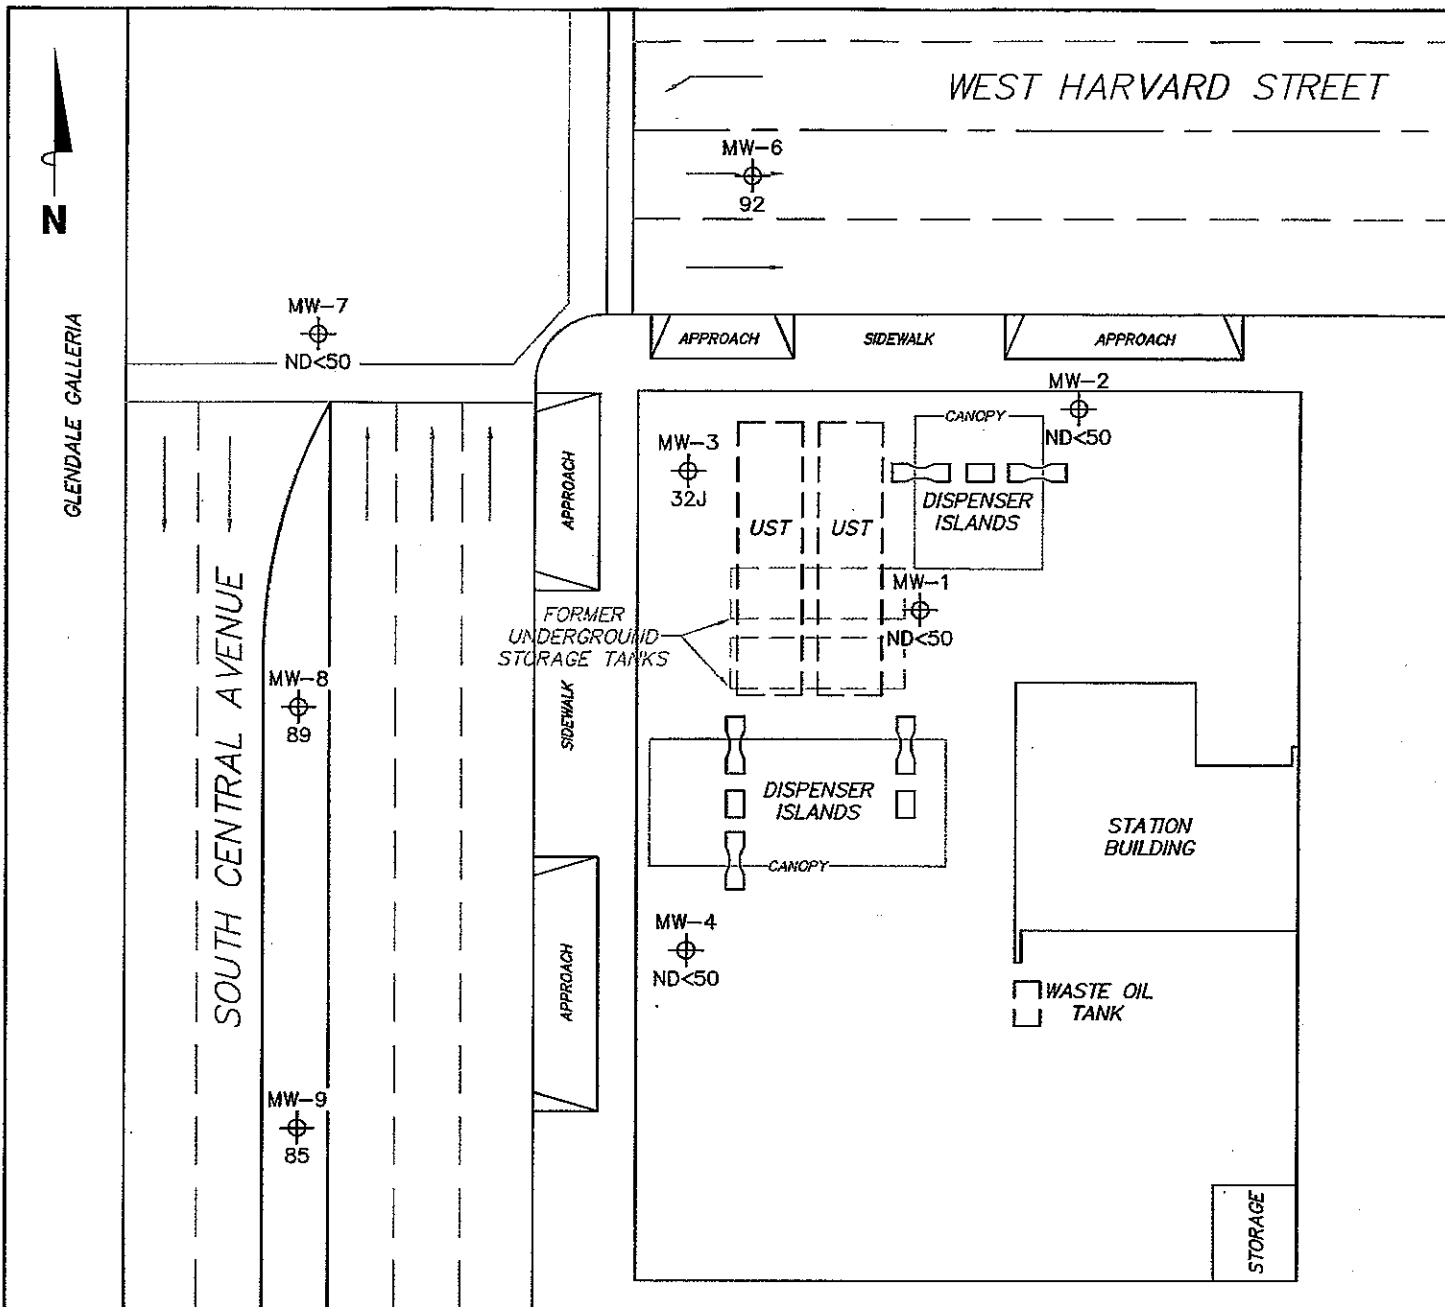 WEST HARVARD STREET
MW-6
92
N
MW-7
ND<50
GLENDALE GALLERIA
APPROACH
SIDEWALK
APPROACH
MW-2
ND<50
CANOPY
MW-3
32J
APPROACH
UST
UST
DISPENSER
ISLANDS
MW-1
ND<50
FORMER
UNDERGROUND
STORAGE TANKS
SOUTH CENTRAL AVENUE
MW-8
89
SIDEWALK
DISPENSER
ISLANDS
CANOPY
STATION
BUILDING
MW-4
ND<50
APPROACH
WASTE OIL
TANK
MW-9
85
STORAGE